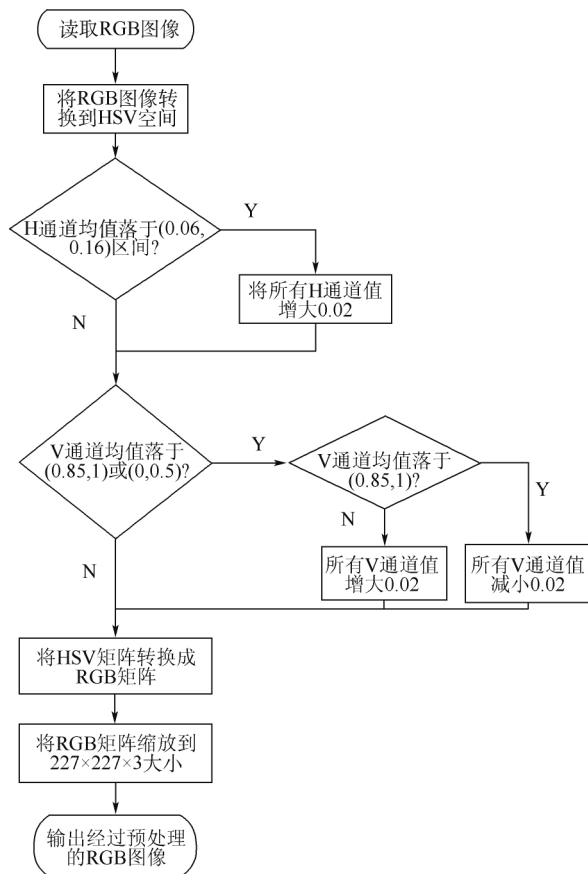 读取RGB图像
将RGB图像转
换到HSV空间
H通道均值落于(0.06,
0.16)区间?
Y
将所有H通道值
增大0.02
N
V通道均值落于
(0.85,1)或(0,0.5)?
Y
V通道均值落于
(0.85,1)?
Y
N
N
所有V通道值
增大0.02
所有V通道值
减小0.02
将HSV矩阵转换成
RGB矩阵
将RGB矩阵缩放到
227×227×3大小
输出经过预处理
的RGB图像